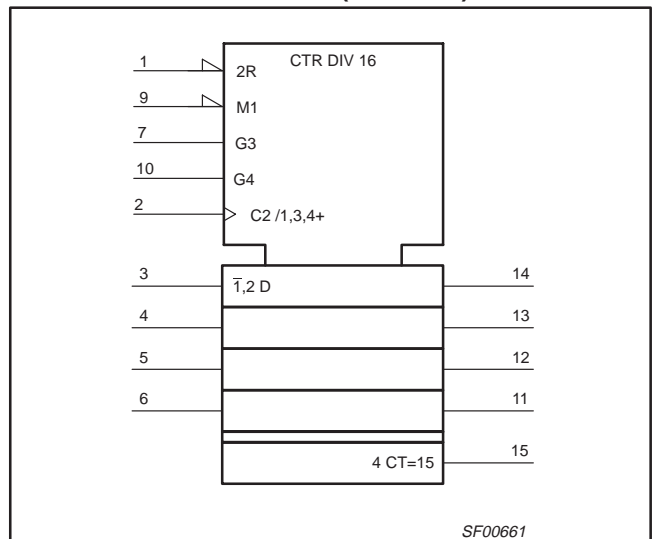 CTR DIV 16
1 2R
9 M1
7 G3
10 G4
2 C2 /1,3,4+
3 1̅,2 D 14
4 13
5 12
6 11
4 CT=15 15
SF00661